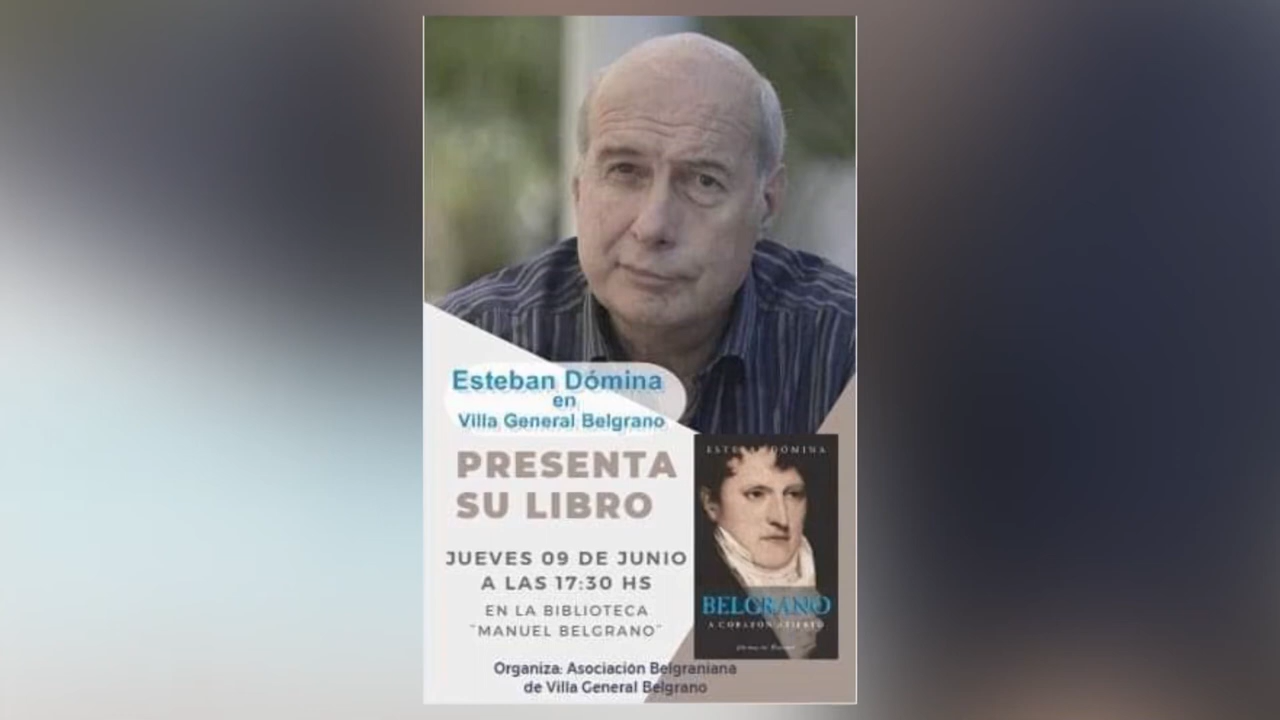 Esteban Dómina
en
Villa General Belgrano
PRESENTA
SU LIBRO
JUEVES 09 DE JUNIO
A LAS 17:30 HS
EN LA BIBLIOTECA
"MANUEL BELGRANO"
ESTEBAN DÓMINA
BELGRANO
A CORAZÓN ABIERTO
Organiza: Asociación Belgraniana
de Villa General Belgrano